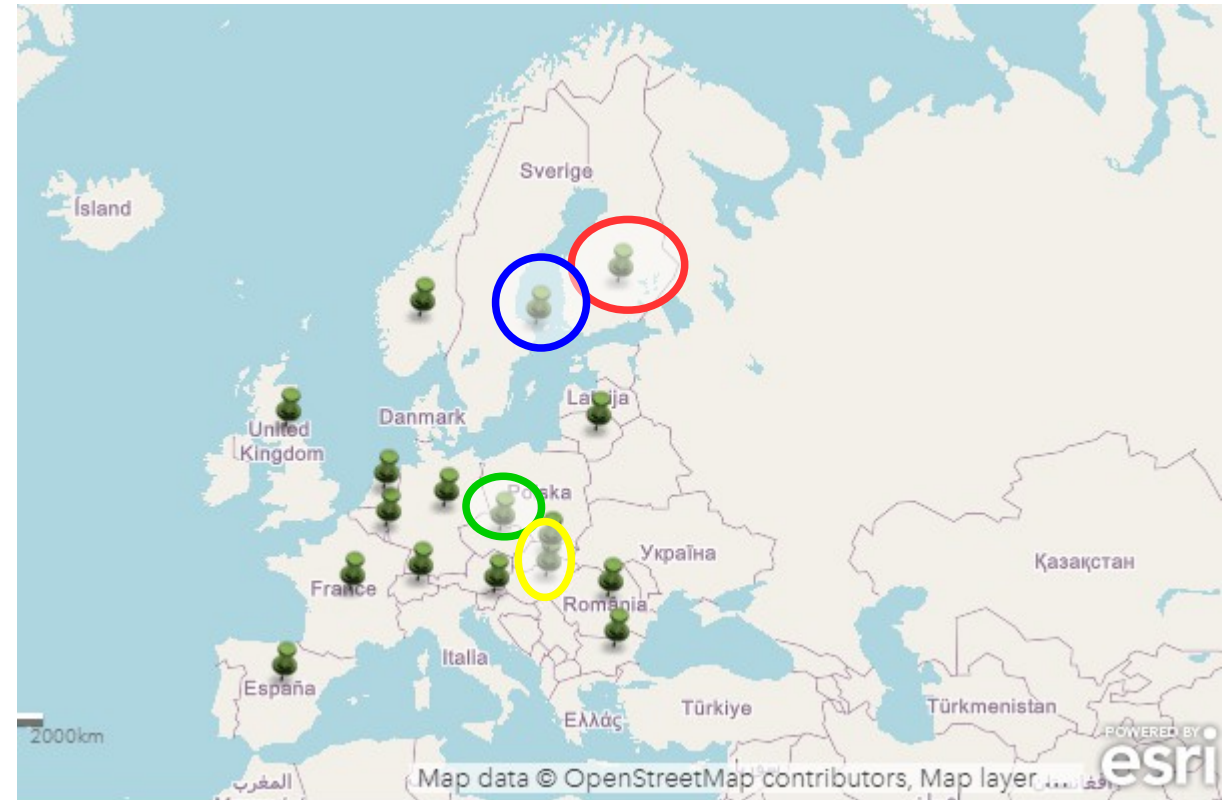 Sverige
Ísland
Latvija
Danmark
United
Kingdom
Polska
Україна
Қазақстан
France
România
Italia
España
Türkiye
Türkmenistan
Ελλάς
2000km
المغرب
POWERED BY
esri
Map data © OpenStreetMap contributors, Map layer...